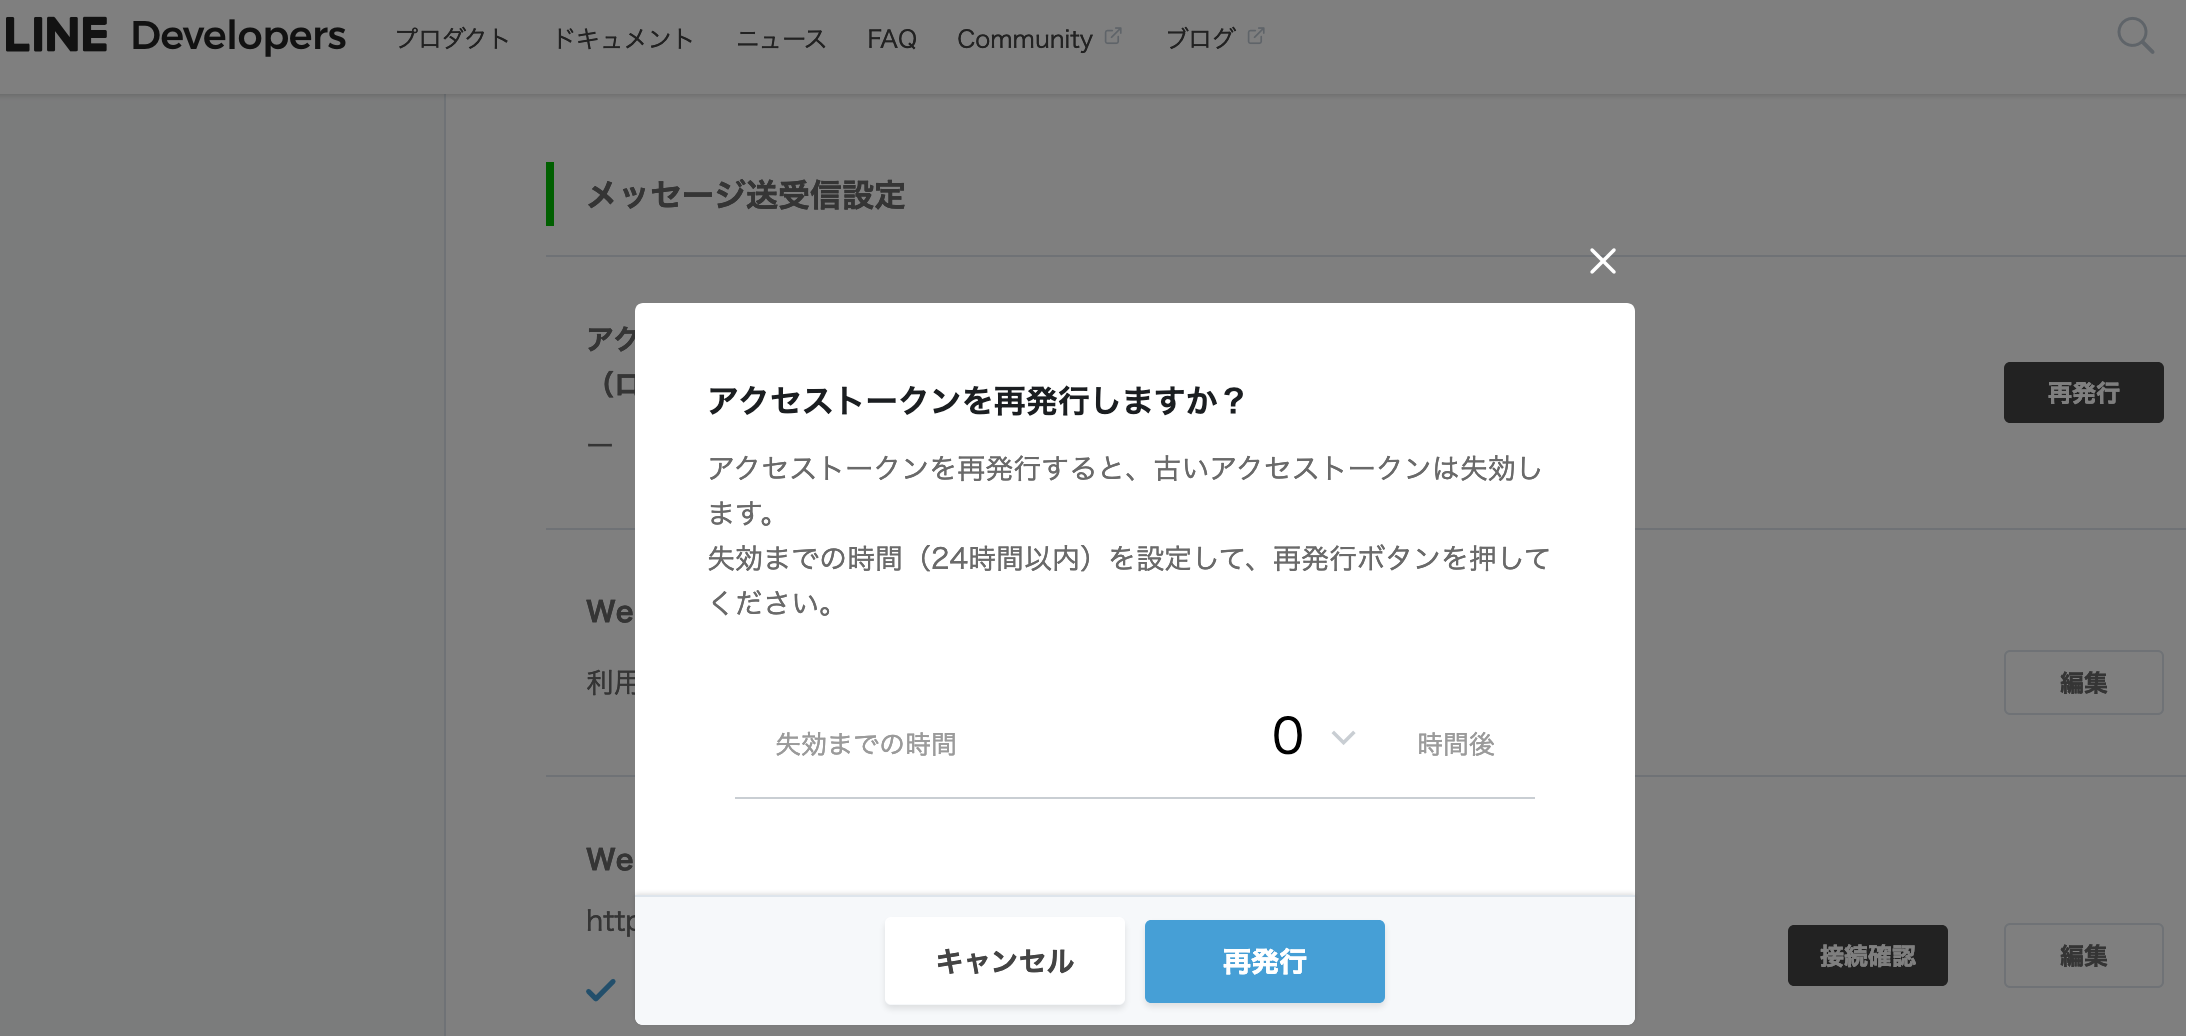 LINE Developers プロダクト ドキュメント ニュース FAQ Community ブログ
メッセージ送受信設定
アク
（ロ
—
再発行
アクセストークンを再発行しますか？
アクセストークンを再発行すると、古いアクセストークンは失効し
ます。
失効までの時間（24時間以内）を設定して、再発行ボタンを押して
ください。
We
利用
編集
失効までの時間 0 時間後
We
http
接続確認 編集
キャンセル 再発行